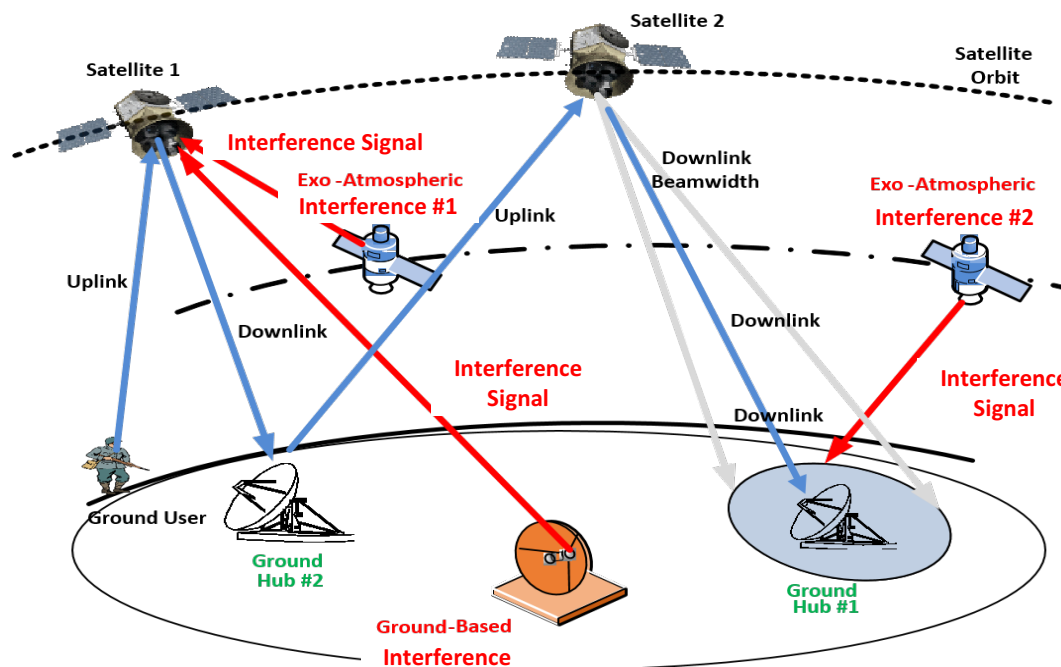 Satellite 2
Satellite 1
Satellite
Orbit
Interference Signal
Exo -Atmospheric
Interference #1
Downlink
Beamwidth
Exo -Atmospheric
Interference #2
Uplink
Uplink
Downlink
Downlink
Interference
Signal
Interference
Signal
Downlink
Ground User
Ground
Hub #2
Ground
Hub #1
Ground-Based
Interference